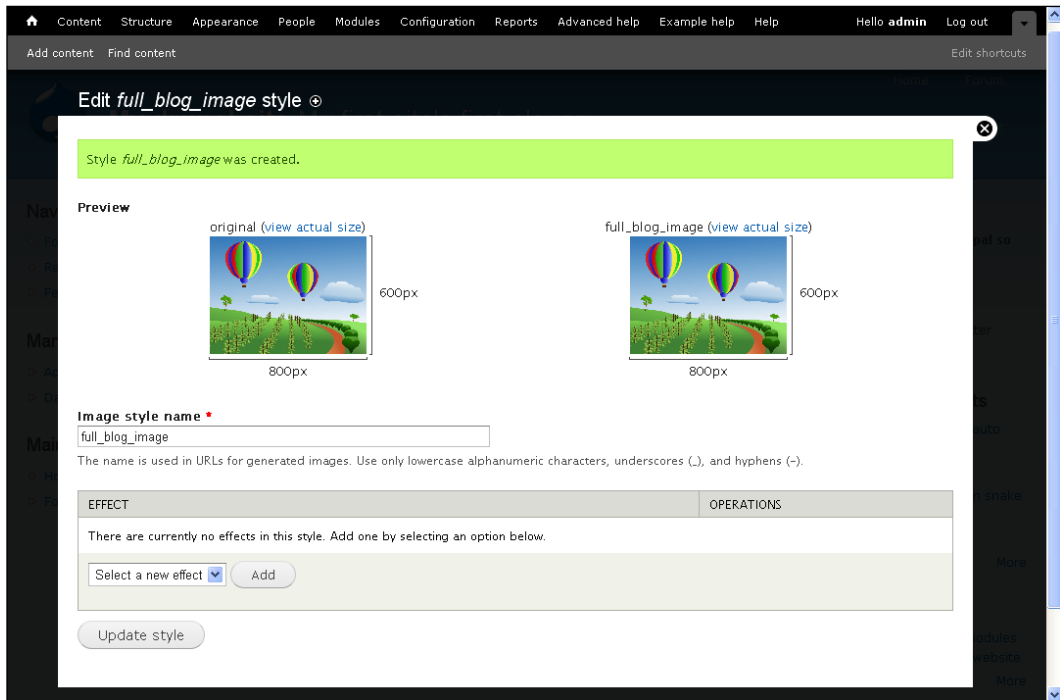 Content Structure Appearance People Modules Configuration Reports Advanced help Example help Help Hello admin Log out
Add content Find content Edit shortcuts
Home Forum
Edit full_blog_image style
Style full_blog_image was created.
Preview
original (view actual size) full_blog_image (view actual size)
600px 600px
800px 800px
Image style name *
full_blog_image
The name is used in URLs for generated images. Use only lowercase alphanumeric characters, underscores (_), and hyphens (-).
EFFECT OPERATIONS
There are currently no effects in this style. Add one by selecting an option below.
Select a new effect Add
More
Update style
More